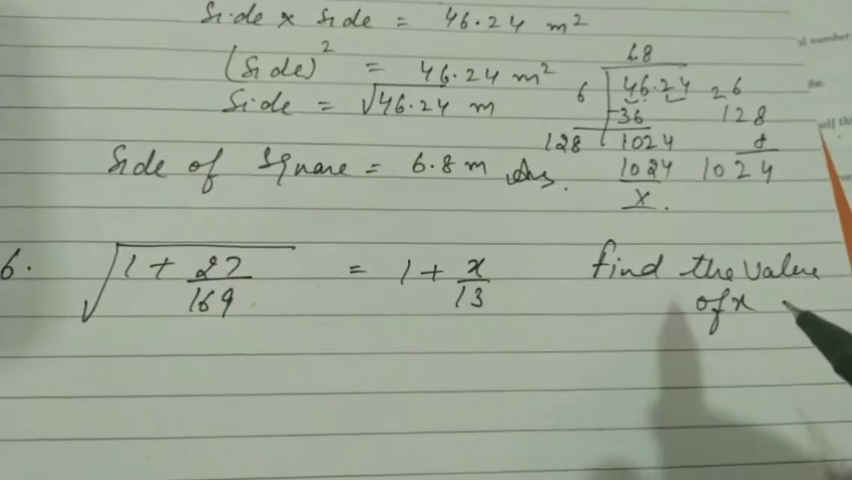 Side × Side = 46.24 m²
(Side)² = 46.24 m²
Side = √46.24 m
Side of Square = 6.8 m Ans.
6.8
6 46.24 26
-36 128
128 1024 8
1024 1024
x
6. √1 + 27/169 = 1 + x/13 find the value
of x